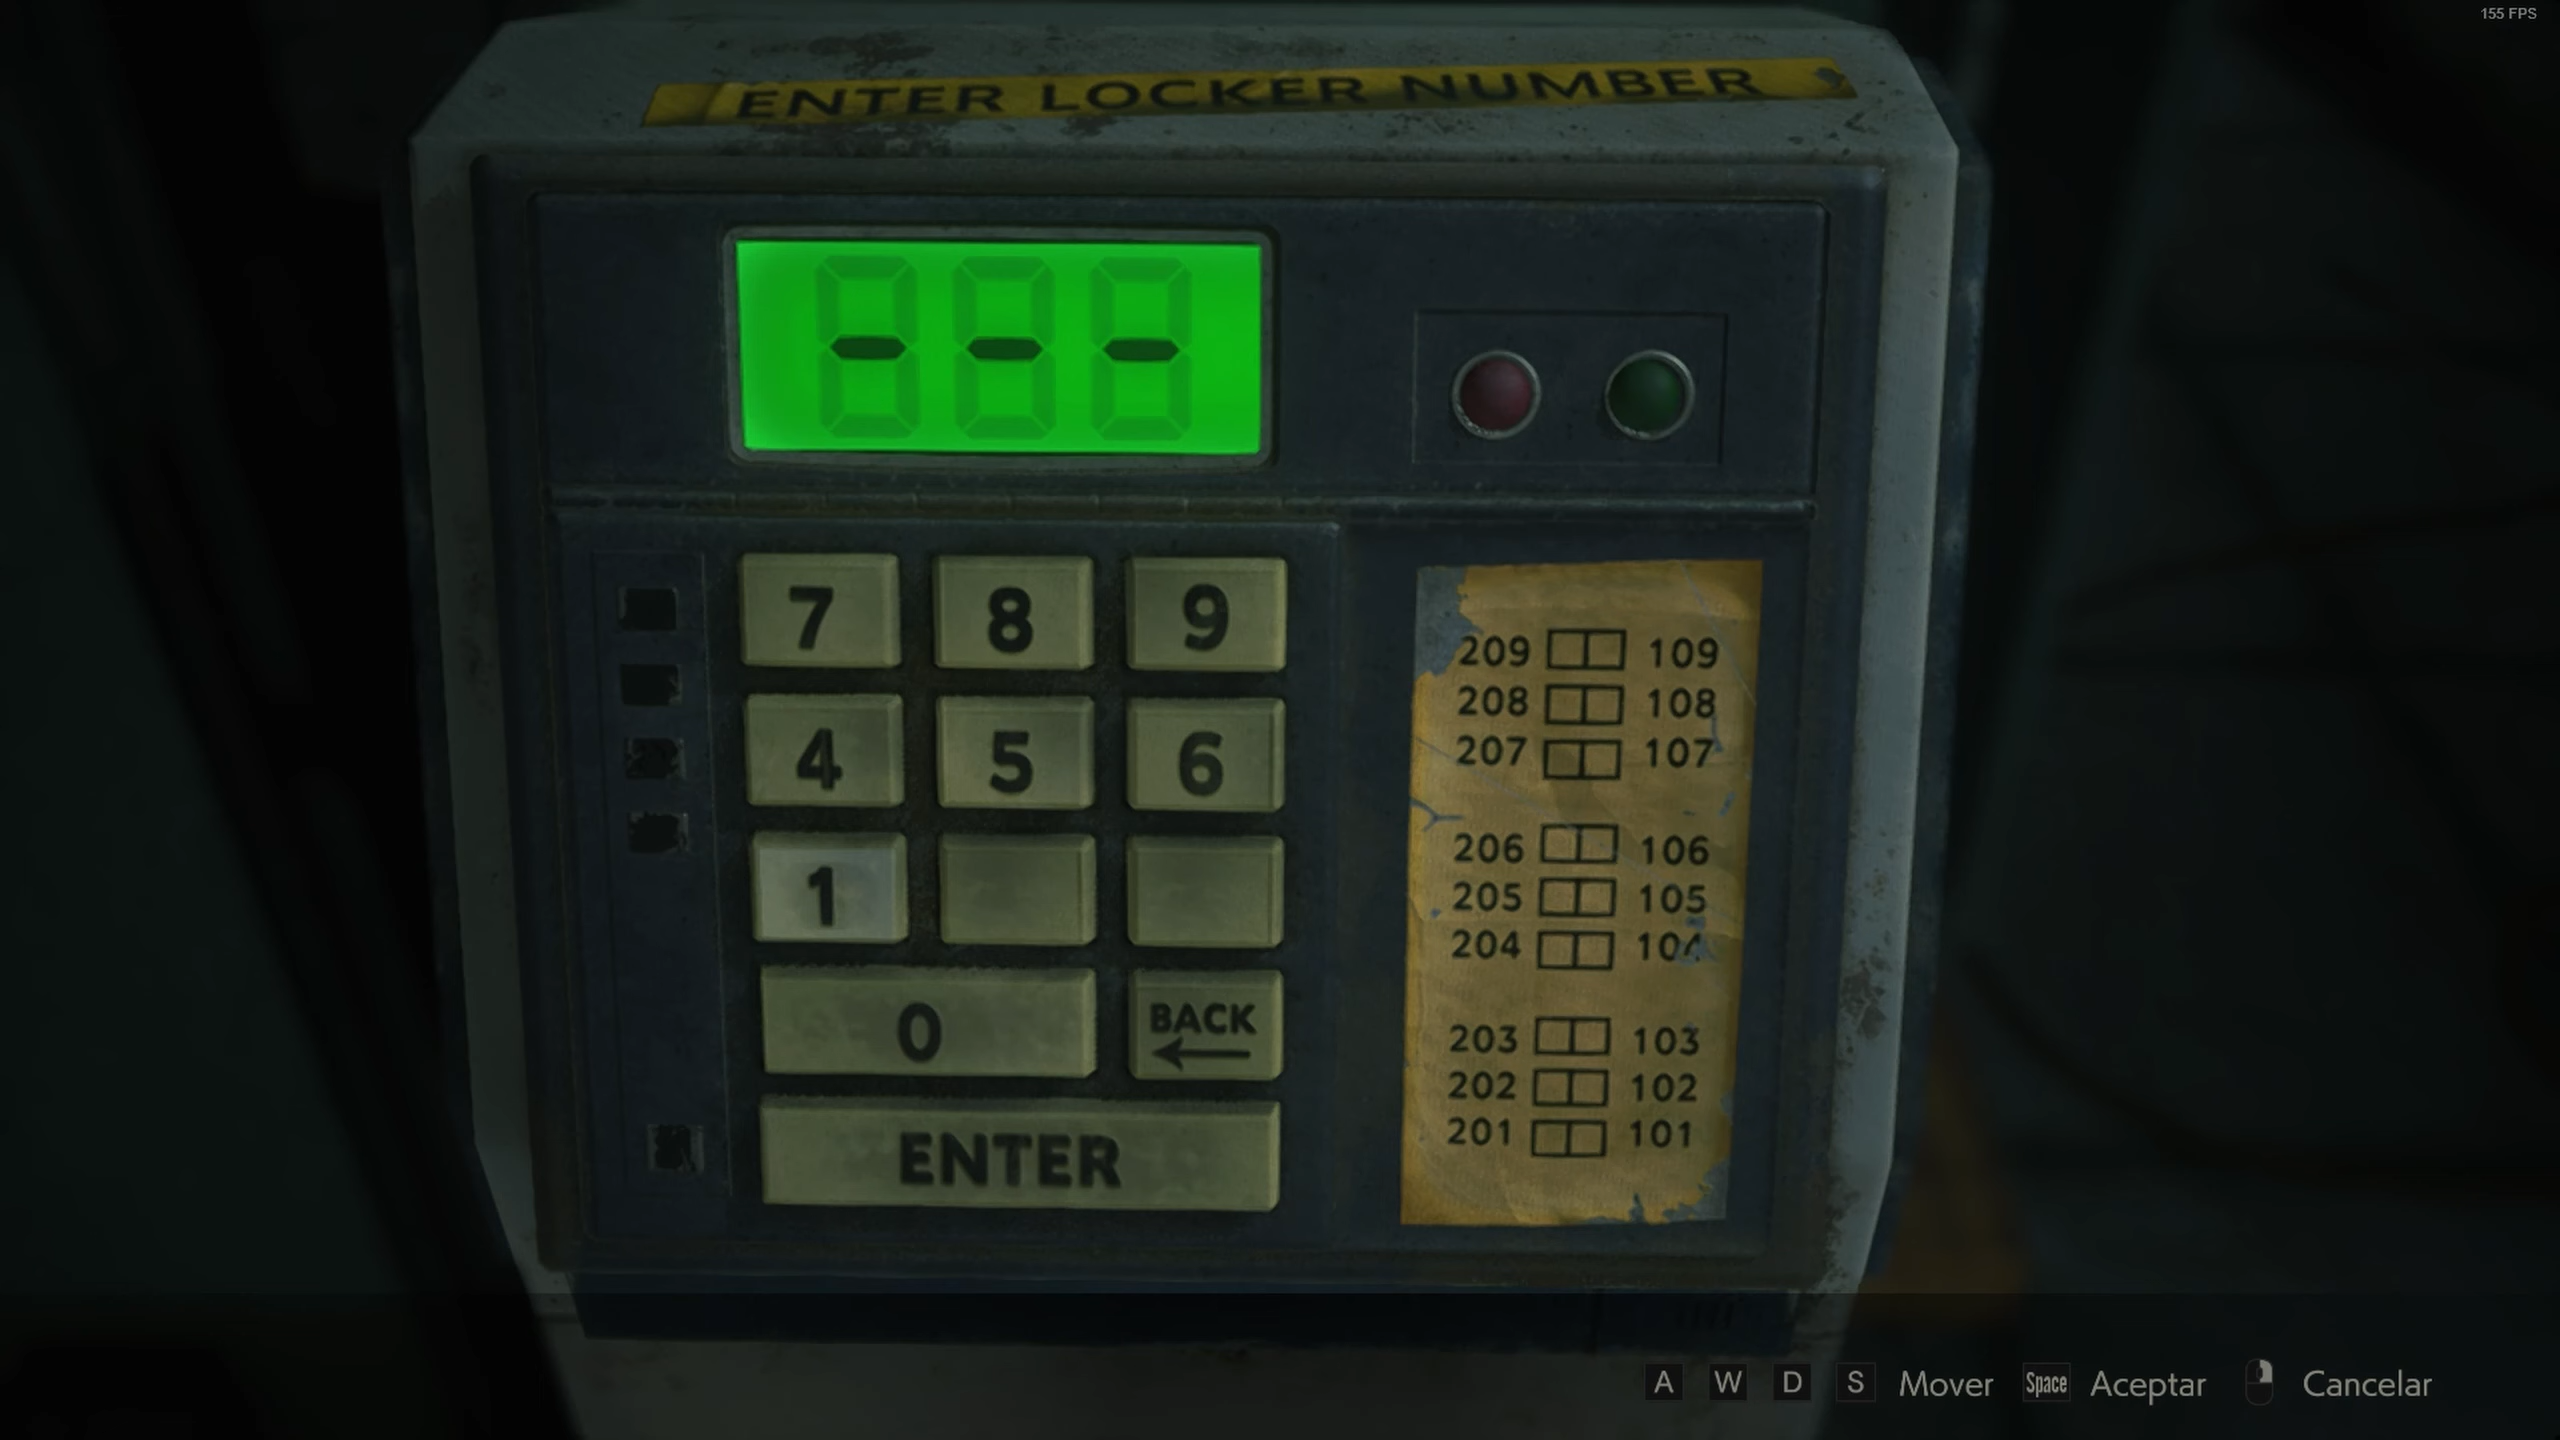 155 FPS
ENTER LOCKER NUMBER
7 8 9
4 5 6
1
0 BACK
ENTER
209 109
208 108
207 107
206 106
205 105
204 104
203 103
202 102
201 101
A W D S Mover Space Aceptar Cancelar